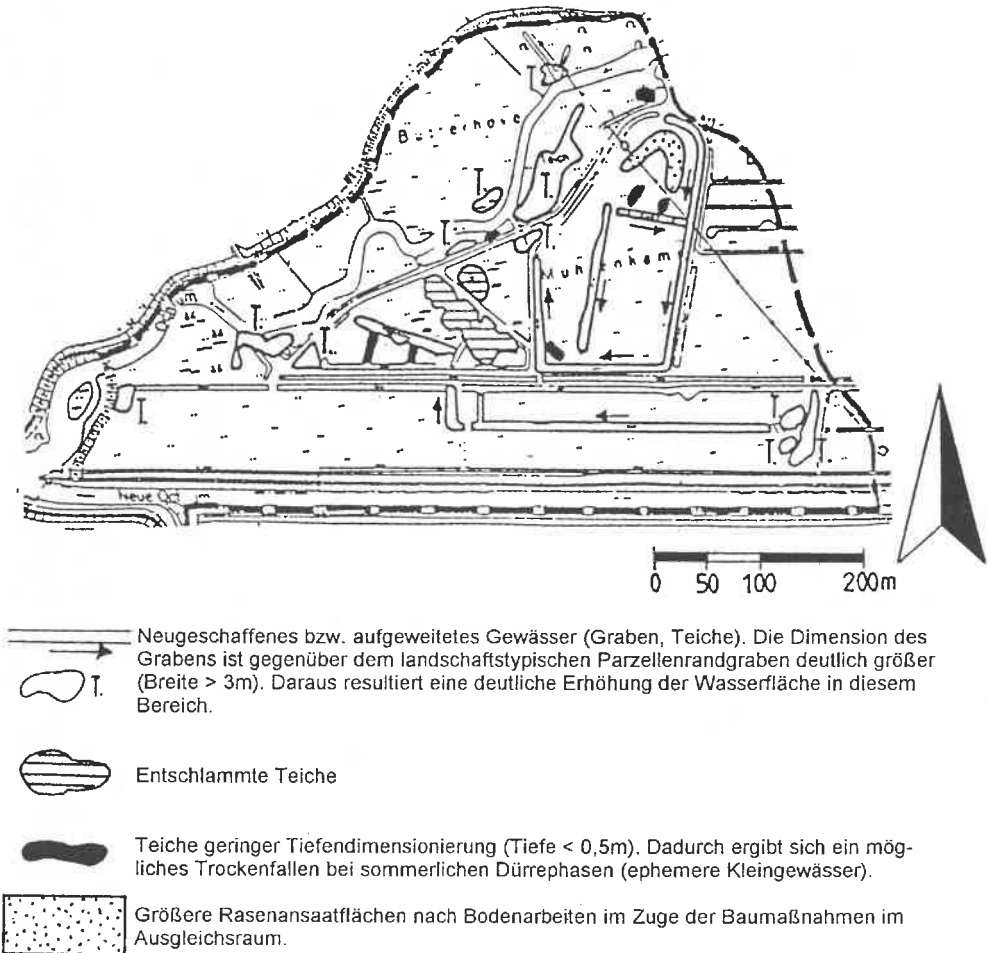 T.
T.
T.
T.
T.
T.
T.
T.
T.
T.
T.
0 50 100 200m
Neugeschaffenes bzw. aufgeweitetes Gewässer (Graben, Teiche). Die Dimension des
Grabens ist gegenüber dem landschaftstypischen Parzellenrandgraben deutlich größer
(Breite > 3m). Daraus resultiert eine deutliche Erhöhung der Wasserfläche in diesem
Bereich.
T.
Entschlammte Teiche
Teiche geringer Tiefendimensionierung (Tiefe < 0,5m). Dadurch ergibt sich ein mög-
liches Trockenfallen bei sommerlichen Dürrephasen (ephemere Kleingewässer).
Größere Rasenansaatflächen nach Bodenarbeiten im Zuge der Baumaßnahmen im
Ausgleichsraum.